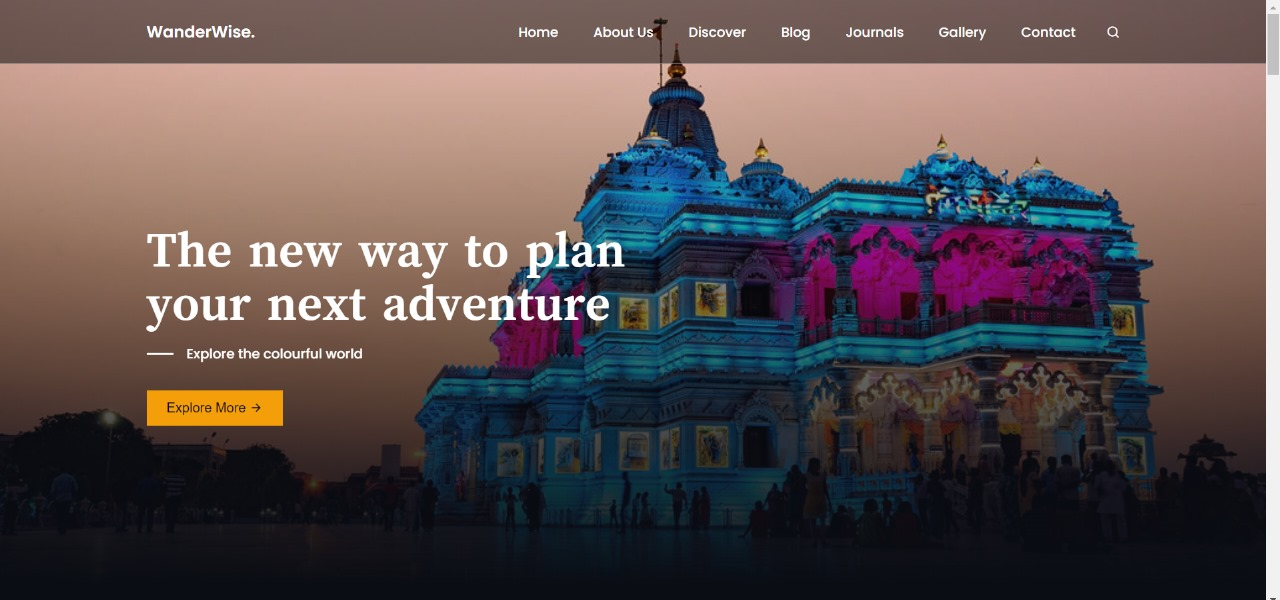 WanderWise.
Home About Us Discover Blog Journals Gallery Contact
The new way to plan
your next adventure
Explore the colourful world
Explore More →